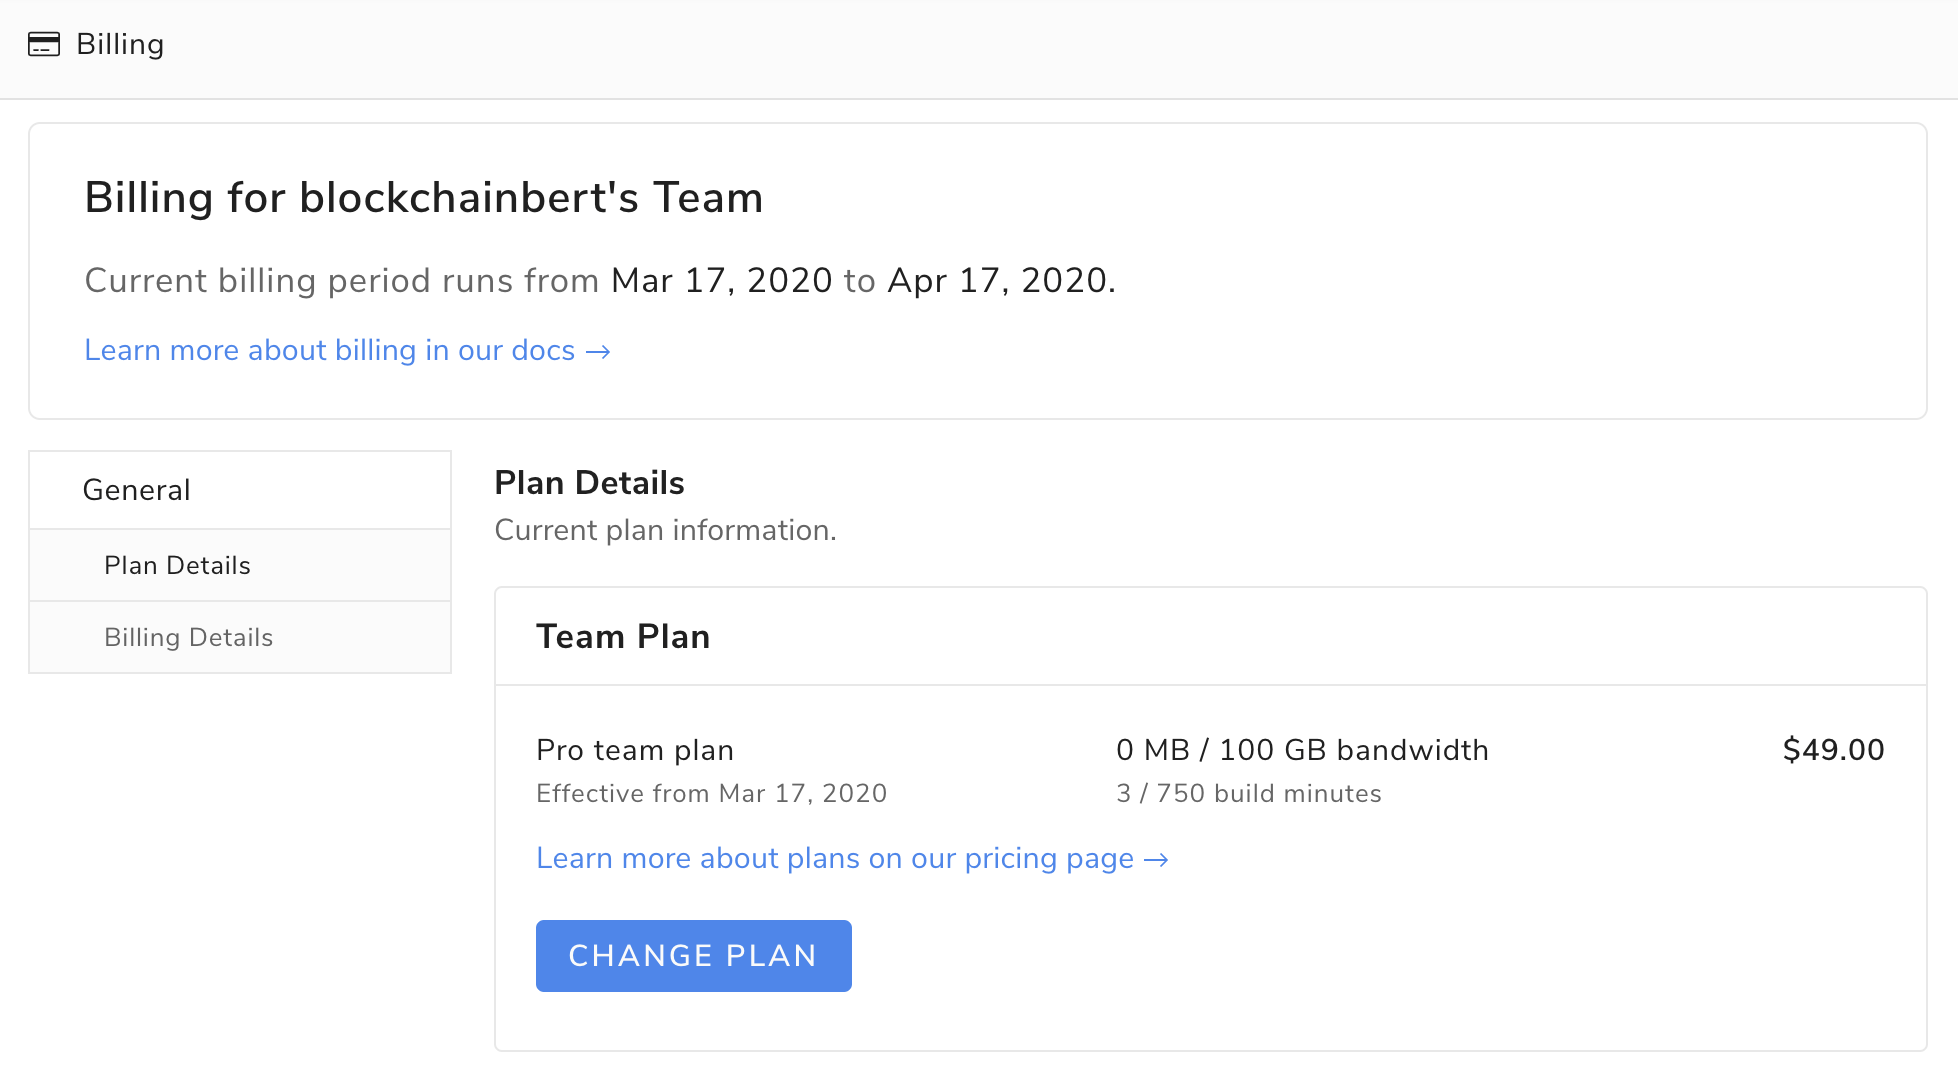 Billing
Billing for blockchainbert's Team
Current billing period runs from Mar 17, 2020 to Apr 17, 2020.
Learn more about billing in our docs →
General
Plan Details
Billing Details
Plan Details
Current plan information.
Team Plan
Pro team plan
Effective from Mar 17, 2020
0 MB / 100 GB bandwidth
3 / 750 build minutes
$49.00
Learn more about plans on our pricing page →
CHANGE PLAN